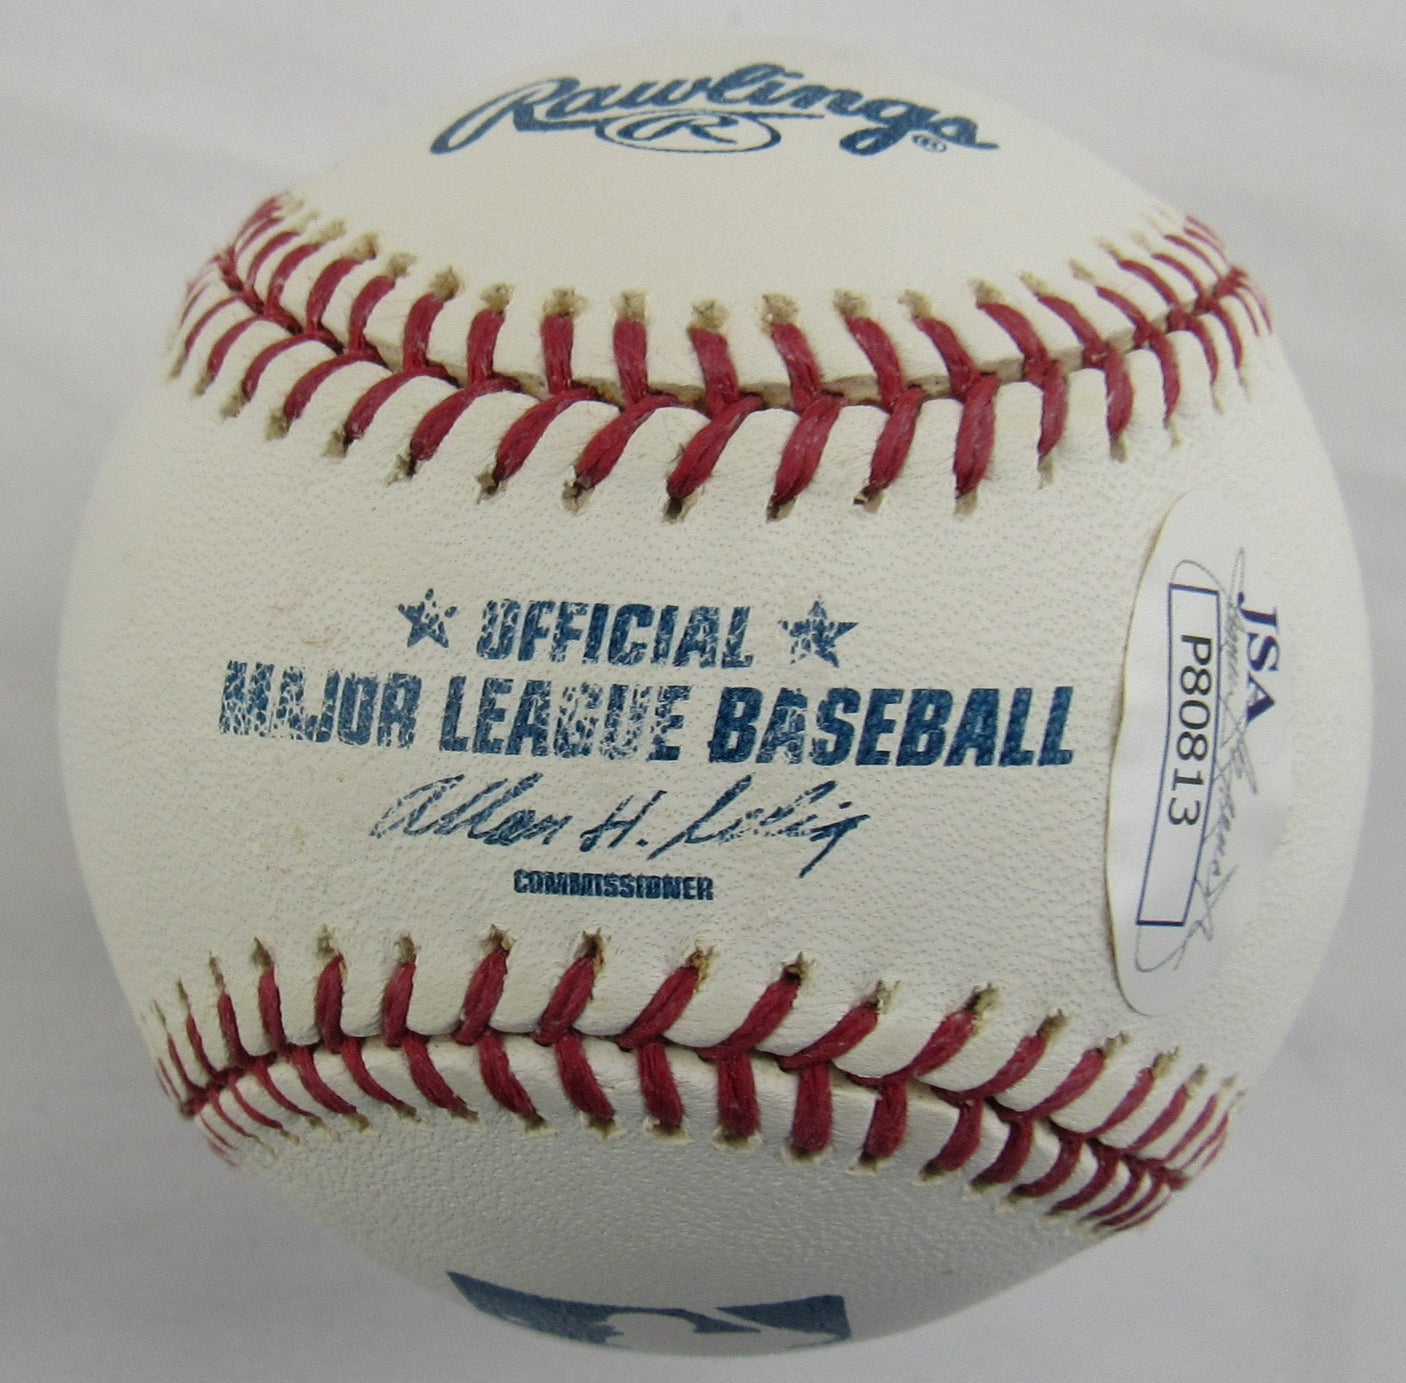 Rawlings
R
®
OFFICIAL
MAJOR LEAGUE BASEBALL
Allan H. Selig
COMMISSIONER
JSA
P80813